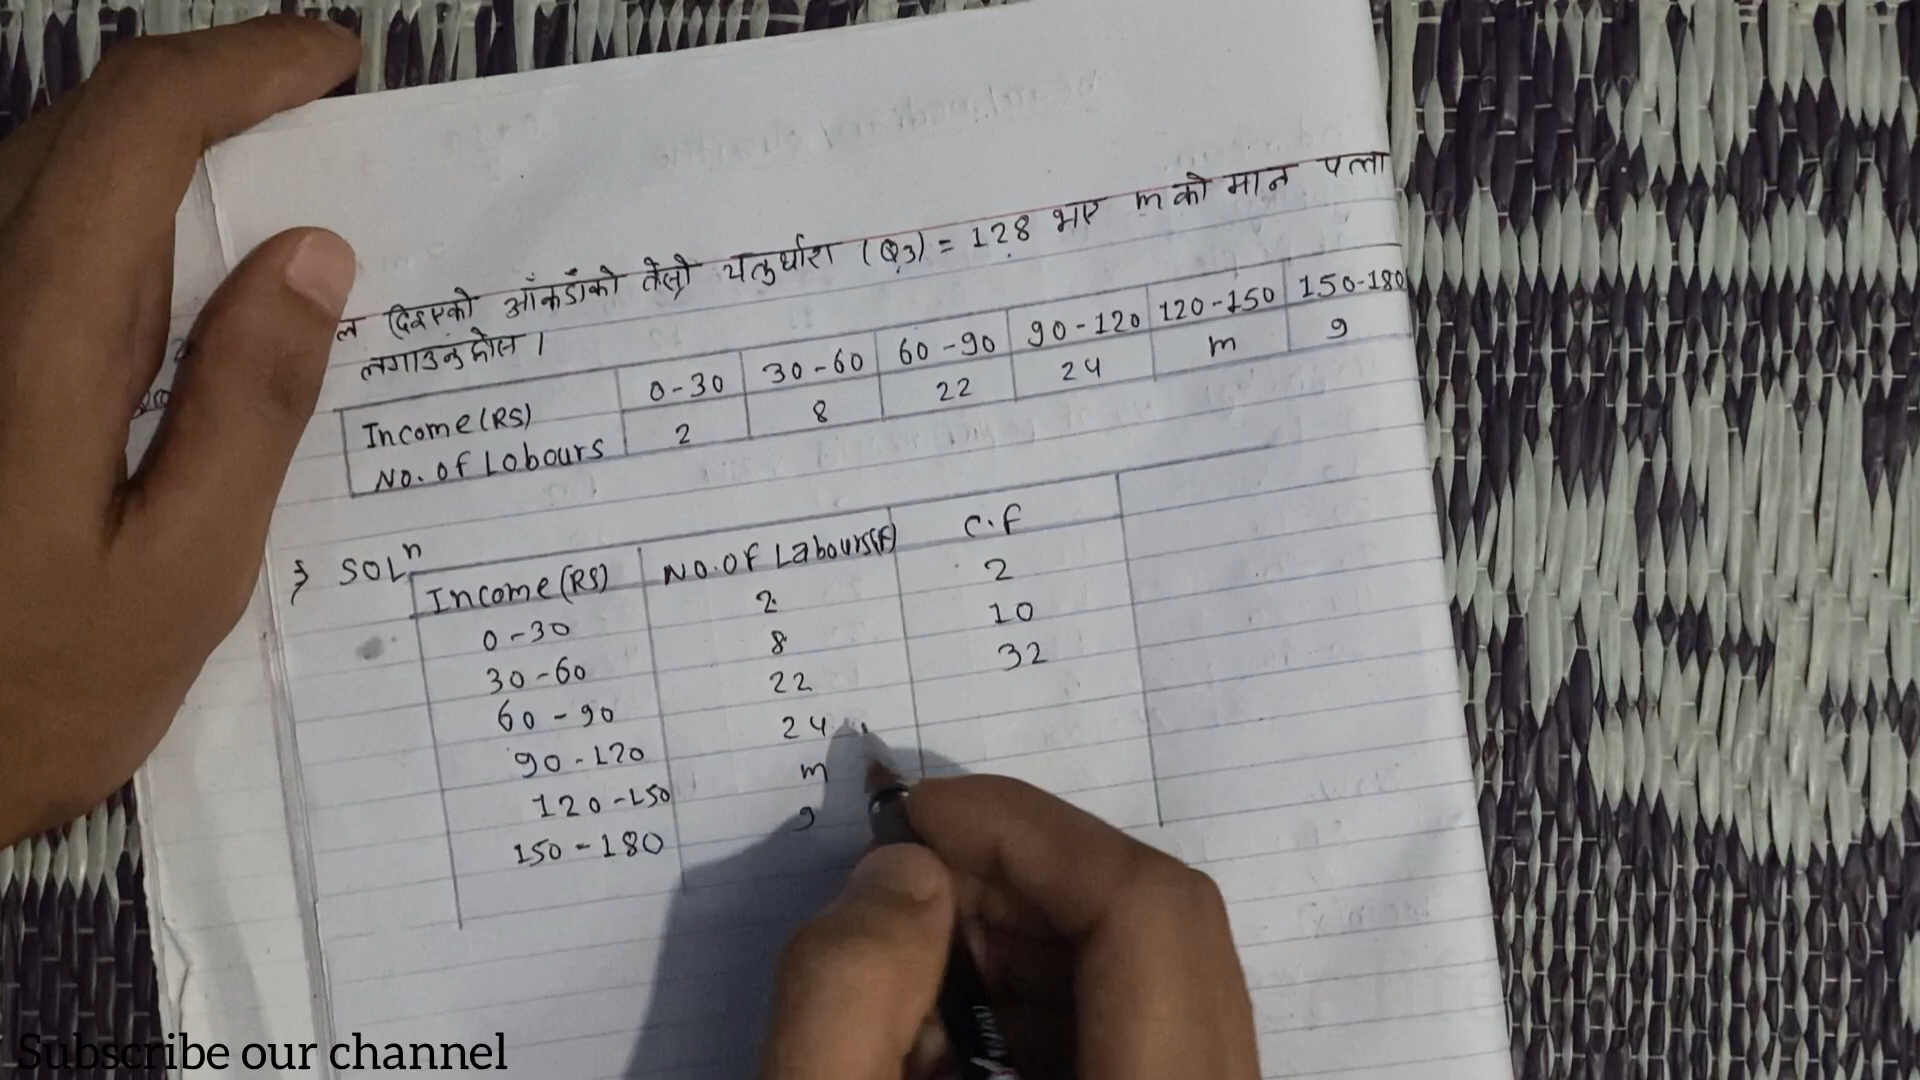 ल दिइएको आँकडाँको तेस्रो चतुर्थांश (Q3) = 128 भए m को मान पत्ता
लगाउनुहोस ।
Income (RS) 0-30 30-60 60-90 90-120 120-150 150-180
No. of Lobours 2 8 22 24 m 9
SOLn
Income (RS) No. of Labours(F) C.F
0-30 2 2
30-60 8 10
60-90 22 32
90-120 24
120-150 m
150-180 9
Subscribe our channel